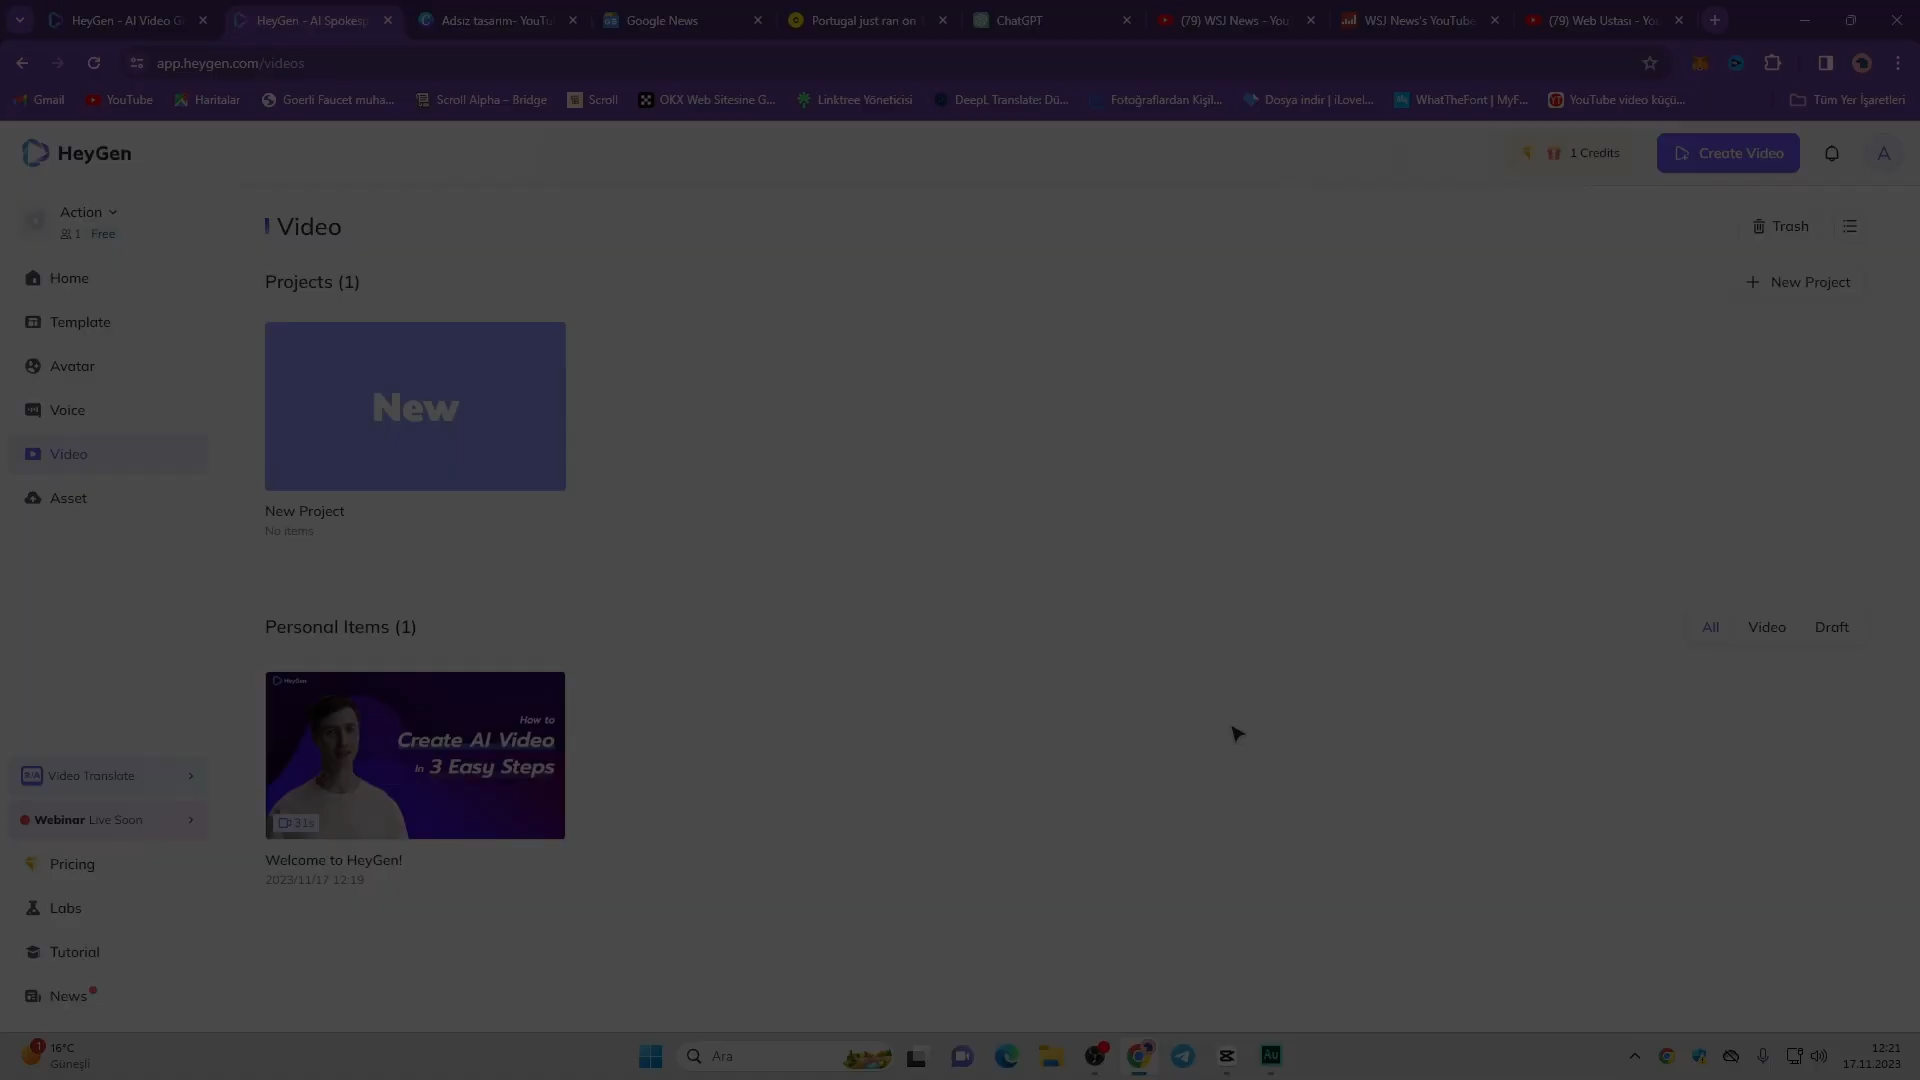 HeyGen - AI Video G
HeyGen - AI Spokesp
Adsız tasarım- YouTu
Google News
Portugal just ran on
ChatGPT
(79) WSJ News - You
WSJ News's YouTube
(79) Web Ustası - You
app.heygen.com/videos
Gmail
YouTube
Haritalar
Goerli Faucet muha...
Scroll Alpha – Bridge
Scroll
OKX Web Sitesine G...
Linktree Yöneticisi
DeepL Translate: Dü...
Fotoğraflardan Kişil...
Dosya indir | iLovel...
WhatTheFont | MyF...
YouTube video küçü...
Tüm Yer İşaretleri
HeyGen
1 Credits
Create Video
A
Action
1 Free
Video
Trash
Home
Projects (1)
New Project
Template
Avatar
Voice
New
Video
Asset
New Project
No items
Personal Items (1)
All
Video
Draft
HeyGen
How to
Create AI Video
in 3 Easy Steps
31s
Video Translate
Webinar Live Soon
Pricing
Welcome to HeyGen!
2023/11/17 12:19
Labs
Tutorial
News
1
16°C
Güneşli
Ara
Au
12:21
17.11.2023